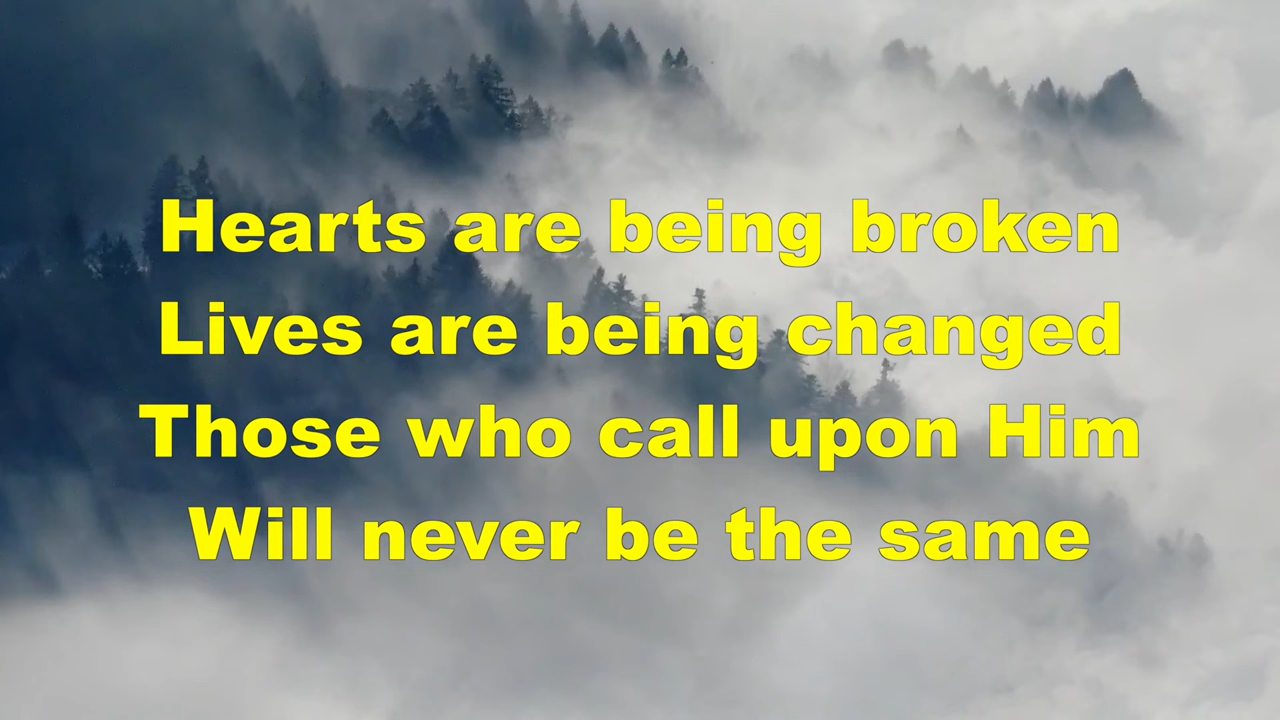 Hearts are being broken
Lives are being changed
Those who call upon Him
Will never be the same